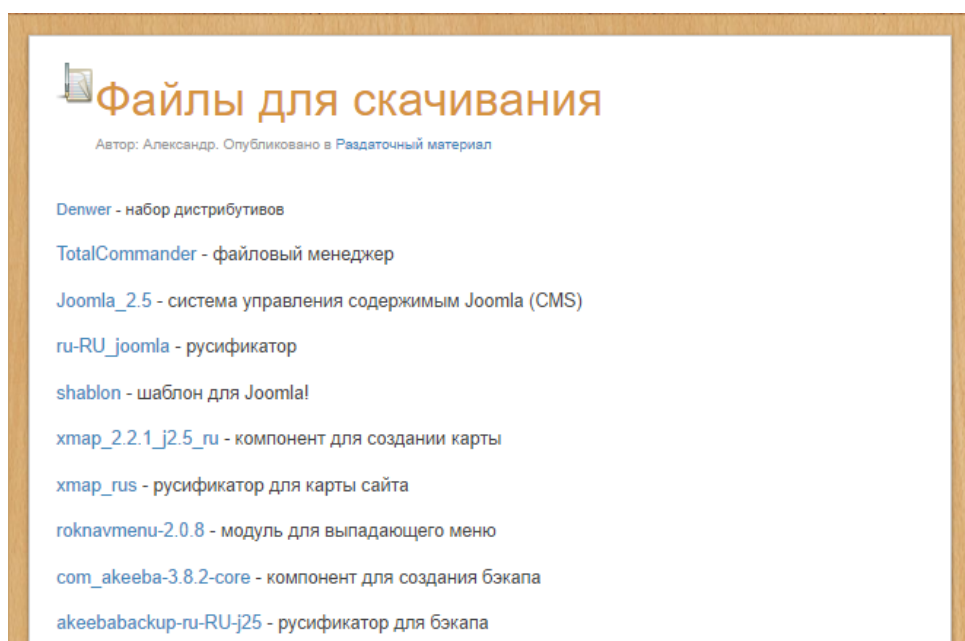 Файлы для скачивания
Автор: Александр. Опубликовано в Раздаточный материал
Denwer - набор дистрибутивов
TotalCommander - файловый менеджер
Joomla_2.5 - система управления содержимым Joomla (CMS)
ru-RU_joomla - русификатор
shablon - шаблон для Joomla!
xmap_2.2.1_j2.5_ru - компонент для создании карты
xmap_rus - русификатор для карты сайта
roknavmenu-2.0.8 - модуль для выпадающего меню
com_akeeba-3.8.2-core - компонент для создания бэкапа
akeebabackup-ru-RU-j25 - русификатор для бэкапа